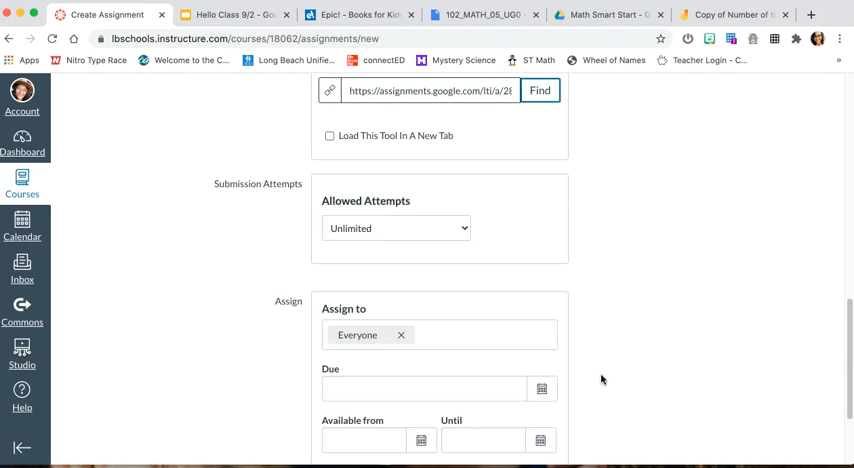 Create Assignment
Hello Class 9/2 - Goo
Epic! - Books for Kids
102_MATH_05_UG0 -
Math Smart Start - G
Copy of Number of th
lbschools.instructure.com/courses/18062/assignments/new
Apps
Nitro Type Race
Welcome to the C...
Long Beach Unifie...
connectED
Mystery Science
ST Math
Wheel of Names
Teacher Login - C...
»
Account
Dashboard
Courses
Calendar
Inbox
Commons
Studio
Help
https://assignments.google.com/lti/a/28
Find
Load This Tool In A New Tab
Submission Attempts
Allowed Attempts
Unlimited
Assign
Assign to
Everyone
Due
Available from
Until